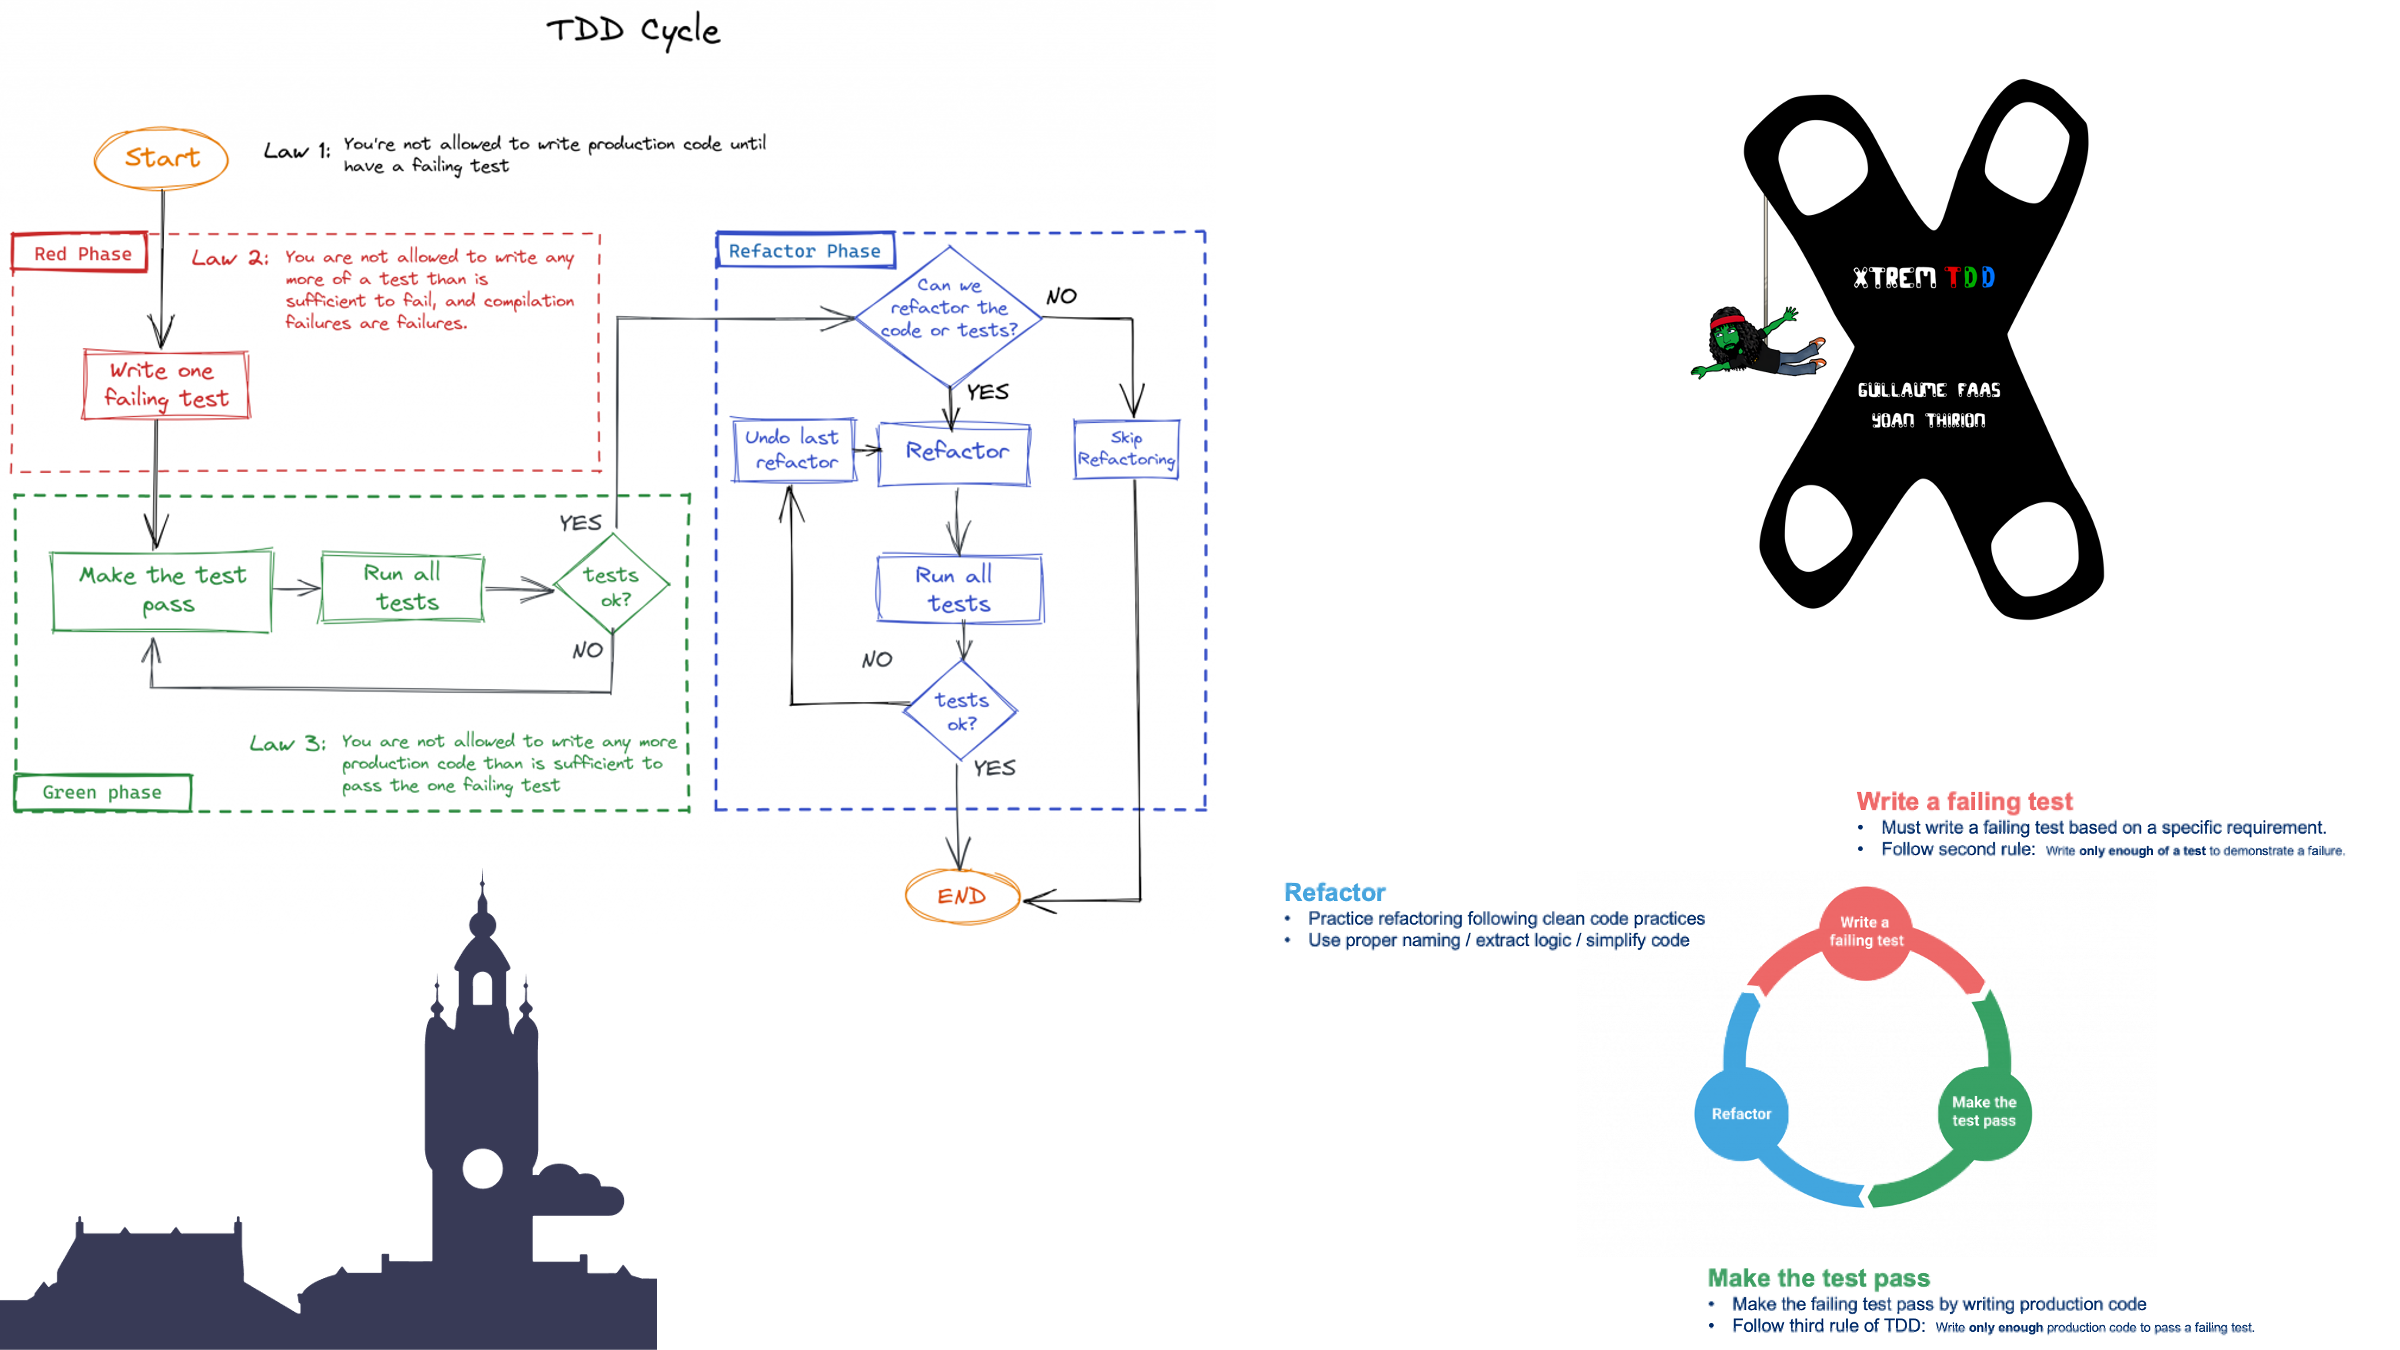 TDD Cycle
Start
Law 1: You're not allowed to write production code until
have a failing test
Red Phase
Law 2: You are not allowed to write any
more of a test than is
sufficient to fail, and compilation
failures are failures.
Write one
failing test
Make the test
pass
Run all
tests
tests
ok?
YES
NO
Law 3: You are not allowed to write any more
production code than is sufficient to
pass the one failing test
Green phase
Refactor Phase
Can we
refactor the
code or tests?
NO
YES
Undo last
refactor
Refactor
Skip
Refactoring
Run all
tests
NO
tests
ok?
YES
END
XTREM TDD
GUILLAUME FAAS
YOAN THIRION
Write a failing test
• Must write a failing test based on a specific requirement.
• Follow second rule: Write only enough of a test to demonstrate a failure.
Refactor
• Practice refactoring following clean code practices
• Use proper naming / extract logic / simplify code
Write a
failing test
Refactor
Make the
test pass
Make the test pass
• Make the failing test pass by writing production code
• Follow third rule of TDD: Write only enough production code to pass a failing test.